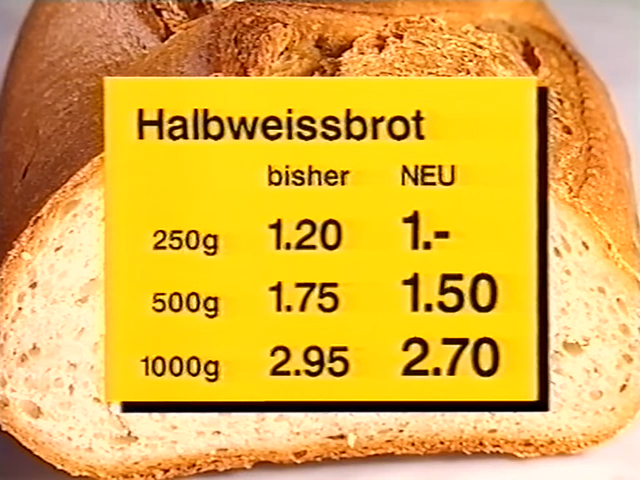 Halbweissbrot
bisher NEU
250g 1.20 1.-
500g 1.75 1.50
1000g 2.95 2.70